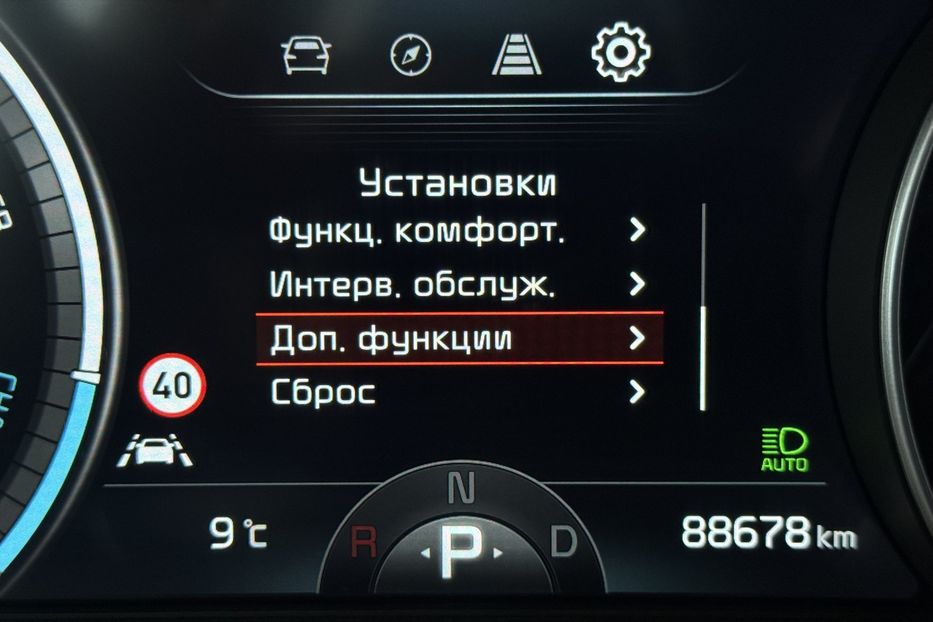 Установки
Функц. комфорт.
Интерв. обслуж.
Доп. функции
Сброс
40
AUTO
N
9 °C
R
P
D
88678 km